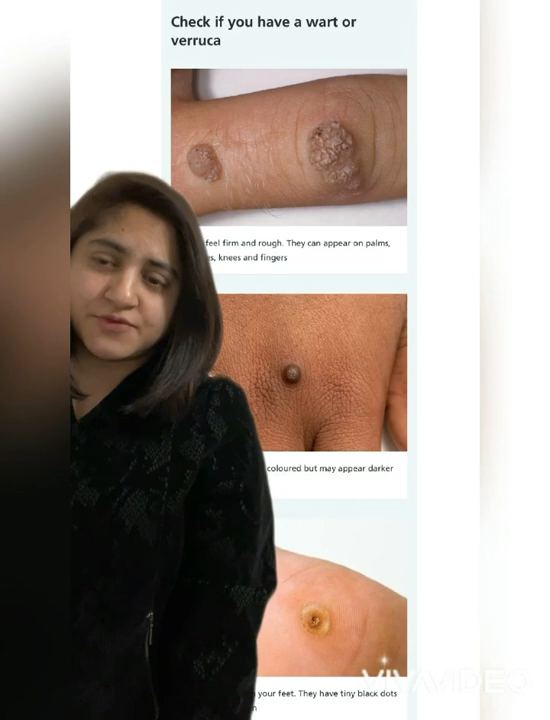 Check if you have a wart or
verruca
feel firm and rough. They can appear on palms,
knees and fingers
coloured but may appear darker
your feet. They have tiny black dots
VIVAVIDEO